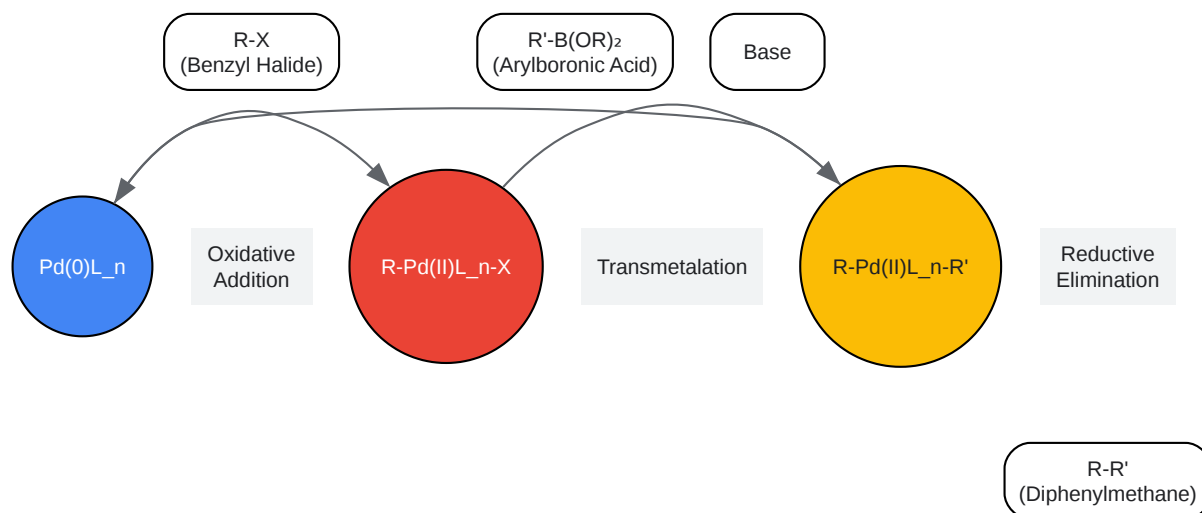 R-X
(Benzyl Halide)
R'-B(OR)₂
(Arylboronic Acid)
Base
Pd(0)L_n
Oxidative
Addition
R-Pd(II)L_n-X
Transmetalation
R-Pd(II)L_n-R'
Reductive
Elimination
R-R'
(Diphenylmethane)